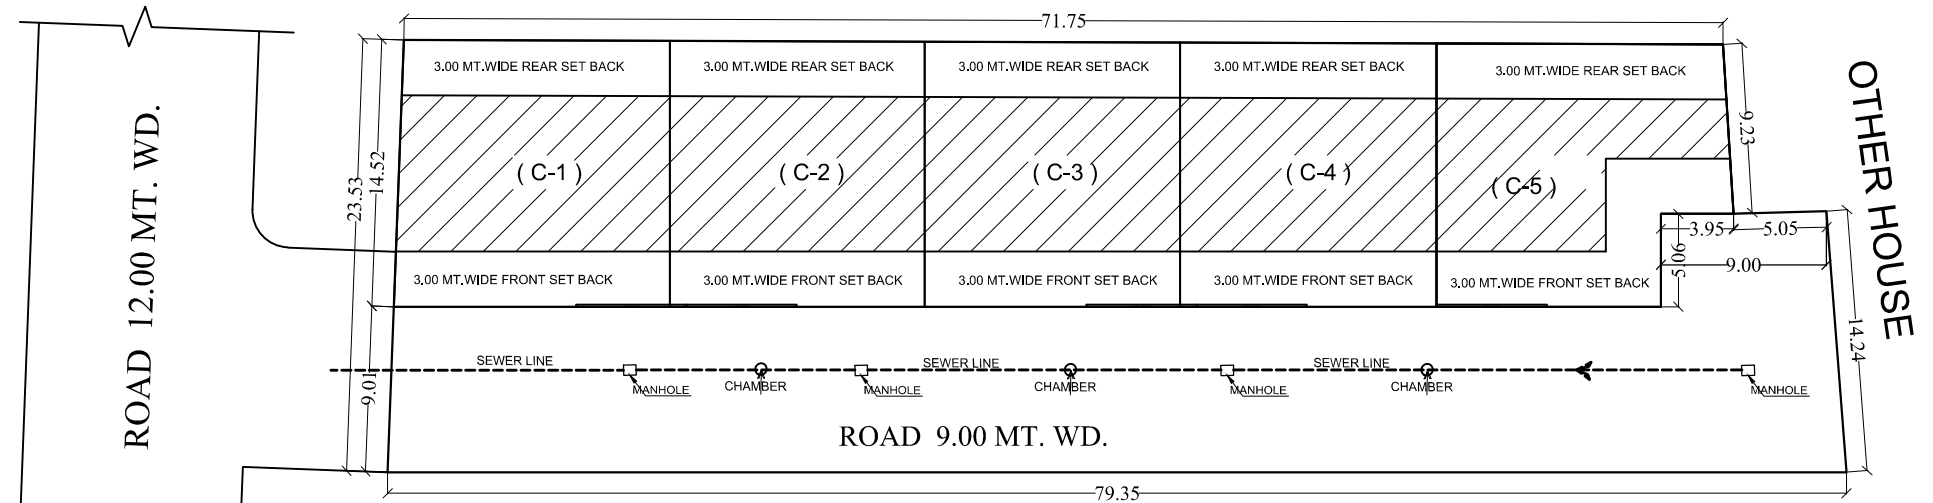 71.75
3.00 MT.WIDE REAR SET BACK
3.00 MT.WIDE REAR SET BACK
3.00 MT.WIDE REAR SET BACK
3.00 MT.WIDE REAR SET BACK
3.00 MT.WIDE REAR SET BACK
OTHER HOUSE
9.23
ROAD 12.00 MT. WD.
23.53
14.52
( C-1 )
( C-2 )
( C-3 )
( C-4 )
( C-5 )
3.95
5.05
5.06
9.00
3.00 MT.WIDE FRONT SET BACK
3.00 MT.WIDE FRONT SET BACK
3.00 MT.WIDE FRONT SET BACK
3.00 MT.WIDE FRONT SET BACK
3.00 MT.WIDE FRONT SET BACK
14.24
9.01
SEWER LINE
SEWER LINE
SEWER LINE
MANHOLE
CHAMBER
MANHOLE
CHAMBER
MANHOLE
CHAMBER
MANHOLE
ROAD 9.00 MT. WD.
79.35